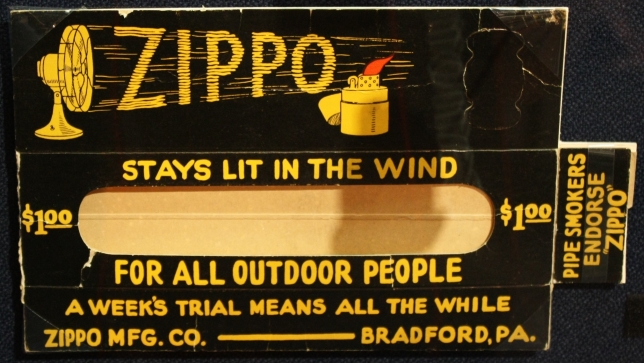 ZIPPO
STAYS LIT IN THE WIND
$1.00 $1.00
FOR ALL OUTDOOR PEOPLE
A WEEK'S TRIAL MEANS ALL THE WHILE
ZIPPO MFG. CO. BRADFORD, PA.
PIPE SMOKERS
ENDORSE
"ZIPPO"